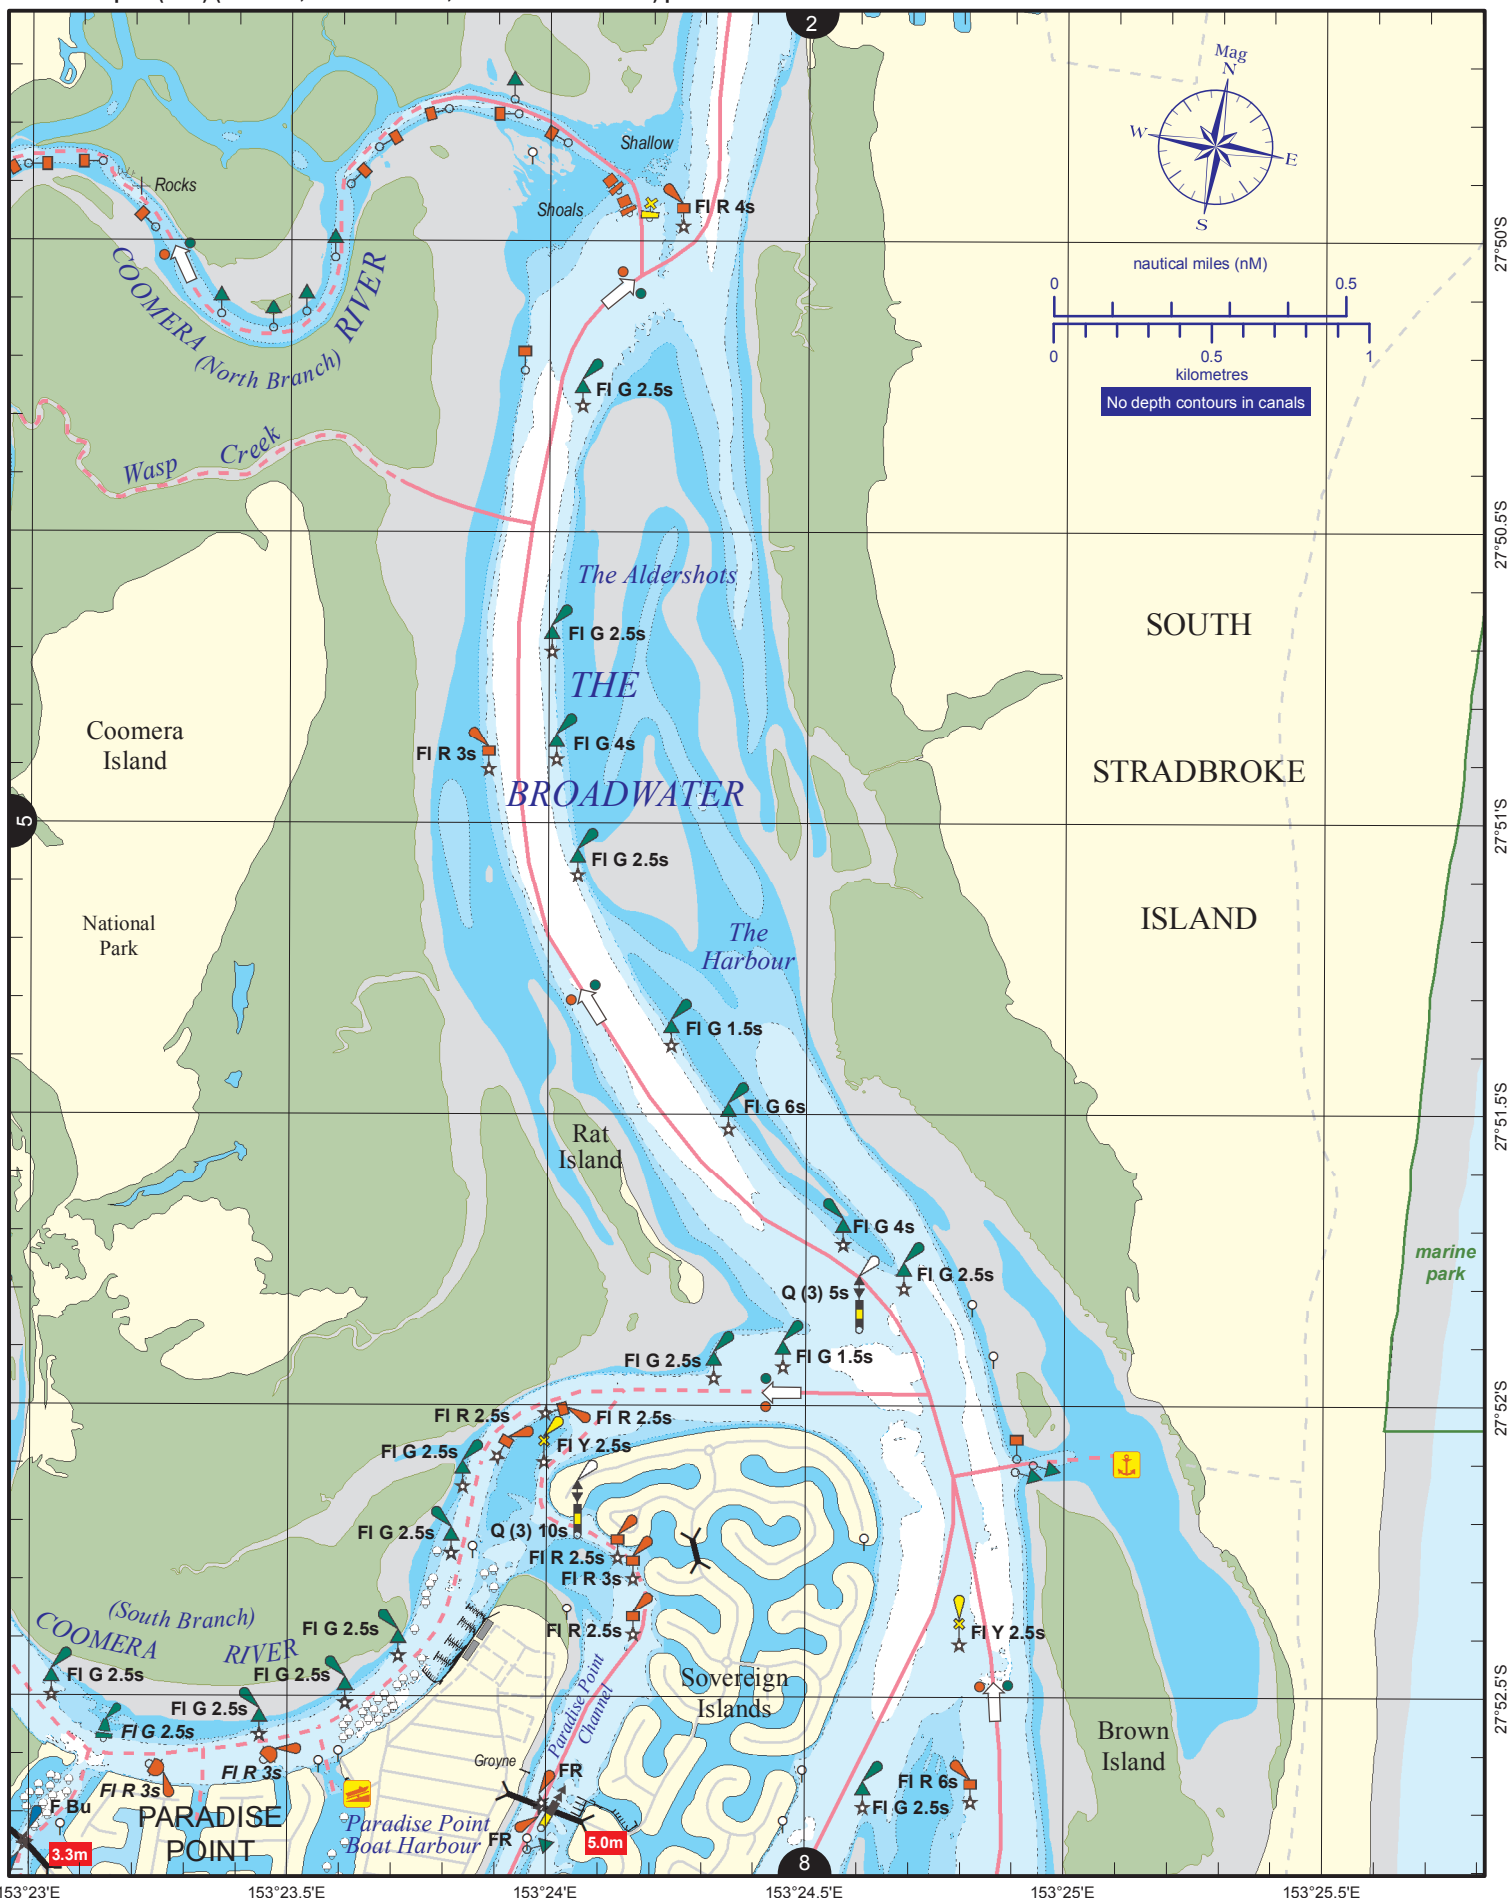 2
Mag
N
W
E
S
Shallow
Rocks
Shoals
Fl R 4s
27°50'S
nautical miles (nM)
0
0.5
0
0.5
1
kilometres
No depth contours in canals
COOMERA
RIVER
(North Branch)
Fl G 2.5s
Wasp Creek
27°50.5'S
The Aldershots
Fl G 2.5s
SOUTH
THE
Coomera
Island
Fl R 3s
Fl G 4s
STRADBROKE
BROADWATER
5
27°51'S
Fl G 2.5s
National
Park
The
Harbour
ISLAND
Fl G 1.5s
Fl G 6s
27°51.5'S
Rat
Island
Fl G 4s
marine
park
Fl G 2.5s
Q (3) 5s
Fl G 2.5s
Fl G 1.5s
27°52'S
Fl R 2.5s
Fl R 2.5s
Fl G 2.5s
Fl Y 2.5s
Fl G 2.5s
Q (3) 10s
Fl R 2.5s
Fl R 3s
(South Branch)
COOMERA
RIVER
Fl G 2.5s
Fl R 2.5s
Fl Y 2.5s
Fl G 2.5s
Fl G 2.5s
Sovereign
Islands
27°52.5'S
Fl G 2.5s
Fl G 2.5s
Paradise Point
Channel
Brown
Island
Groyne
Fl R 3s
Fl R 3s
FR
Fl R 6s
Fl G 2.5s
F Bu
PARADISE
POINT
Paradise Point
Boat Harbour
FR
3.3m
5.0m
8
153°23'E
153°23.5'E
153°24'E
153°24.5'E
153°25'E
153°25.5'E